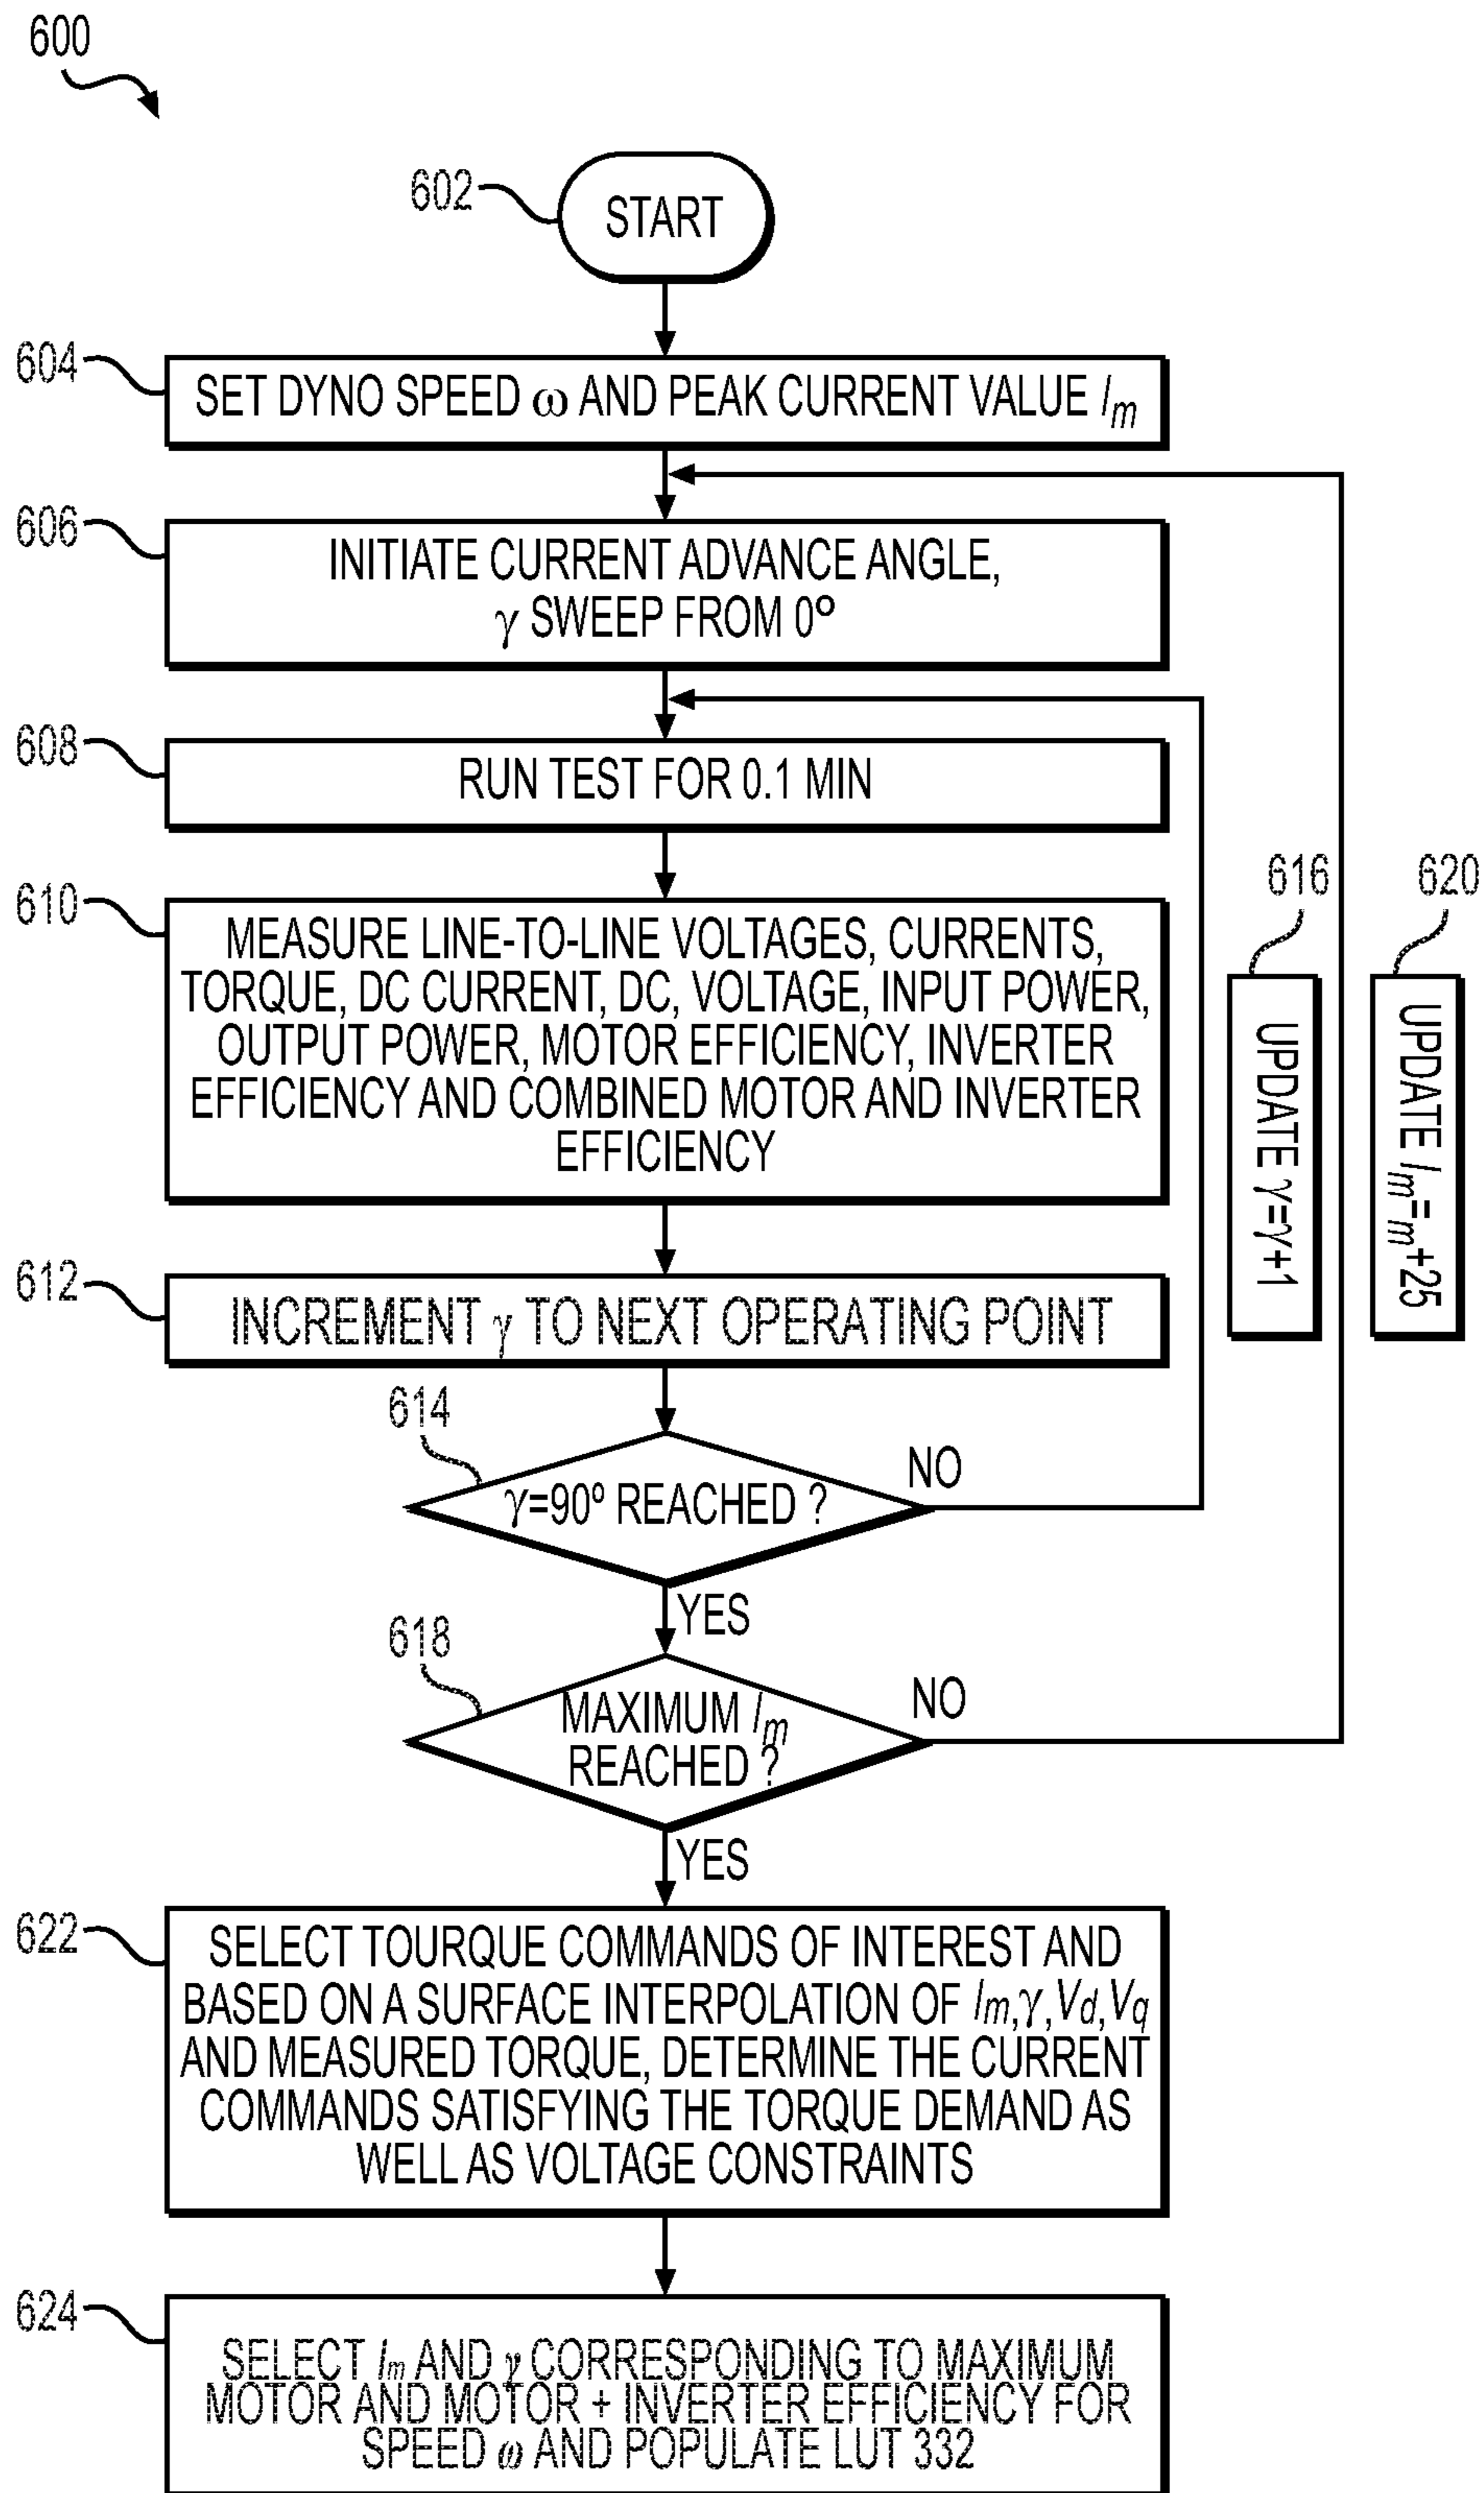 600
602
START
604
SET DYNO SPEED ω AND PEAK CURRENT VALUE Im
606
INITIATE CURRENT ADVANCE ANGLE,
γ SWEEP FROM 0°
608
RUN TEST FOR 0.1 MIN
610
MEASURE LINE-TO-LINE VOLTAGES, CURRENTS,
TORQUE, DC CURRENT, DC, VOLTAGE, INPUT POWER,
OUTPUT POWER, MOTOR EFFICIENCY, INVERTER
EFFICIENCY AND COMBINED MOTOR AND INVERTER
EFFICIENCY
616
UPDATE γ=γ+1
620
UPDATE Im=m+25
612
INCREMENT γ TO NEXT OPERATING POINT
614
γ=90° REACHED ?
NO
YES
618
MAXIMUM Im
REACHED ?
NO
YES
622
SELECT TOURQUE COMMANDS OF INTEREST AND
BASED ON A SURFACE INTERPOLATION OF Im,γ,Vd,Vq
AND MEASURED TORQUE, DETERMINE THE CURRENT
COMMANDS SATISFYING THE TORQUE DEMAND AS
WELL AS VOLTAGE CONSTRAINTS
624
SELECT Im AND γ CORRESPONDING TO MAXIMUM
MOTOR AND MOTOR + INVERTER EFFICIENCY FOR
SPEED ω AND POPULATE LUT 332